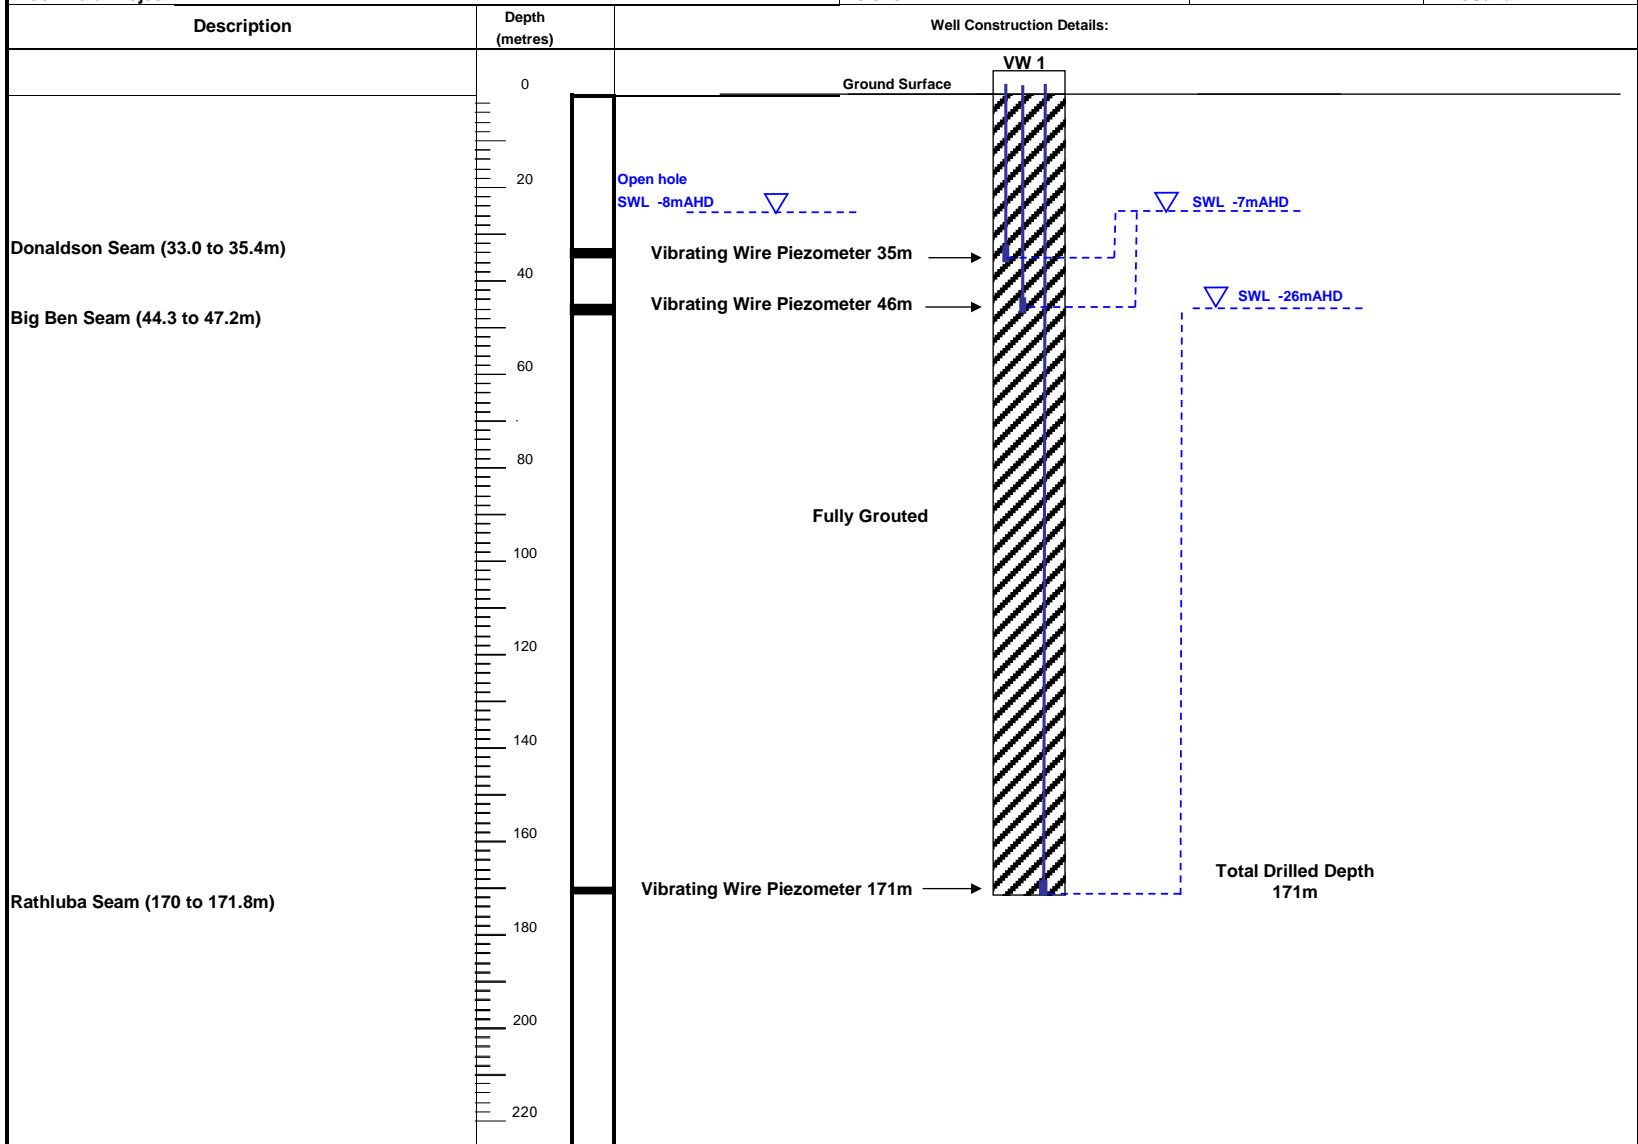 Description
Depth
(metres)
Well Construction Details:
VW 1
0
Ground Surface
20
Open hole
SWL -8mAHD
SWL -7mAHD
Donaldson Seam (33.0 to 35.4m)
Vibrating Wire Piezometer 35m
40
Vibrating Wire Piezometer 46m
SWL -26mAHD
Big Ben Seam (44.3 to 47.2m)
60
80
Fully Grouted
100
120
140
160
Vibrating Wire Piezometer 171m
Total Drilled Depth
171m
Rathluba Seam (170 to 171.8m)
180
200
220